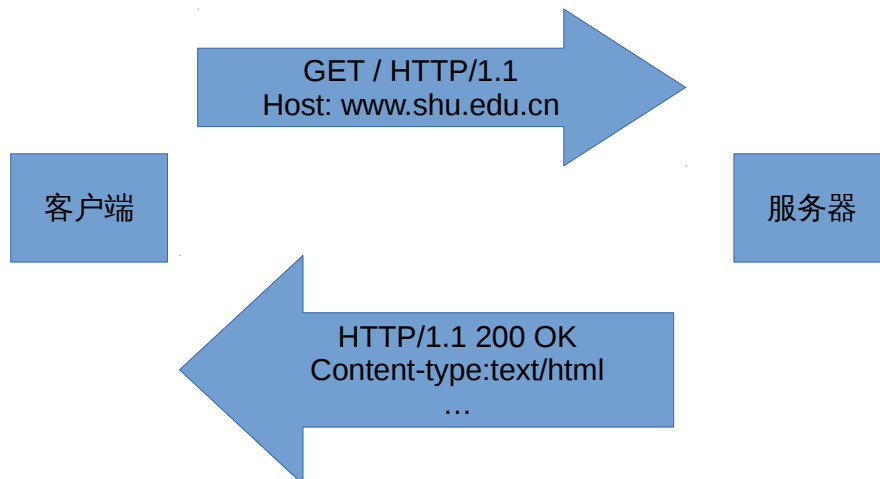 GET / HTTP/1.1
Host: www.shu.edu.cn
客户端
服务器
HTTP/1.1 200 OK
Content-type:text/html
…